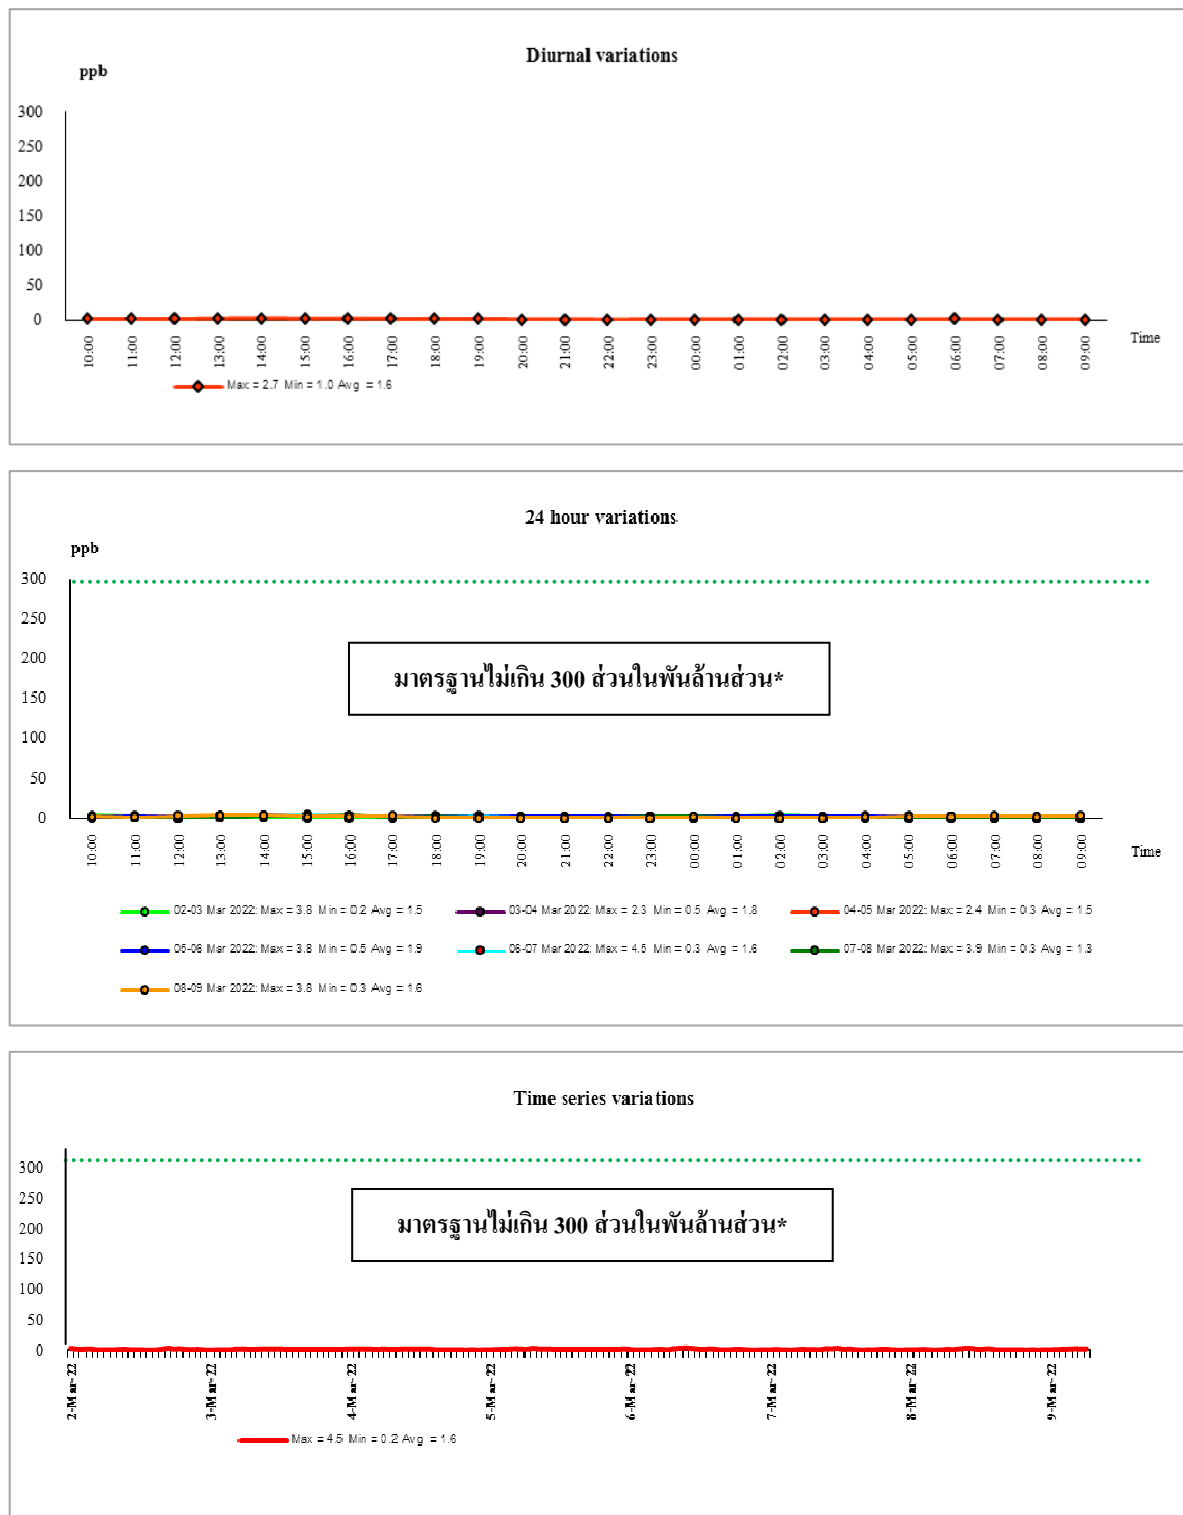 Diurnal variations
ppb
300
250
200
150
100
50
0
10:00 11:00 12:00 13:00 14:00 15:00 16:00 17:00 18:00 19:00 20:00 21:00 22:00 23:00 00:00 01:00 02:00 03:00 04:00 05:00 06:00 07:00 08:00 09:00
Time
Max = 2.7 Min = 1.0 Avg = 1.6
24 hour variations
ppb
300
250
200
150
100
50
0
มาตรฐานไม่เกิน 300 ส่วนในพันล้านส่วน*
10:00 11:00 12:00 13:00 14:00 15:00 16:00 17:00 18:00 19:00 20:00 21:00 22:00 23:00 00:00 01:00 02:00 03:00 04:00 05:00 06:00 07:00 08:00 09:00
Time
02-03 Mar 2022: Max = 3.8 Min = 0.2 Avg = 1.5 03-04 Mar 2022: Max = 2.3 Min = 0.5 Avg = 1.8 04-05 Mar 2022: Max = 2.4 Min = 0.3 Avg = 1.5
05-06 Mar 2022: Max = 3.8 Min = 0.5 Avg = 1.9 06-07 Mar 2022: Max = 4.5 Min = 0.3 Avg = 1.6 07-08 Mar 2022: Max = 3.9 Min = 0.3 Avg = 1.3
08-09 Mar 2022: Max = 3.8 Min = 0.3 Avg = 1.6
Time series variations
300
250
200
150
100
50
0
มาตรฐานไม่เกิน 300 ส่วนในพันล้านส่วน*
2-Mar-22 3-Mar-22 4-Mar-22 5-Mar-22 6-Mar-22 7-Mar-22 8-Mar-22 9-Mar-22
Max = 4.5 Min = 0.2 Avg = 1.6